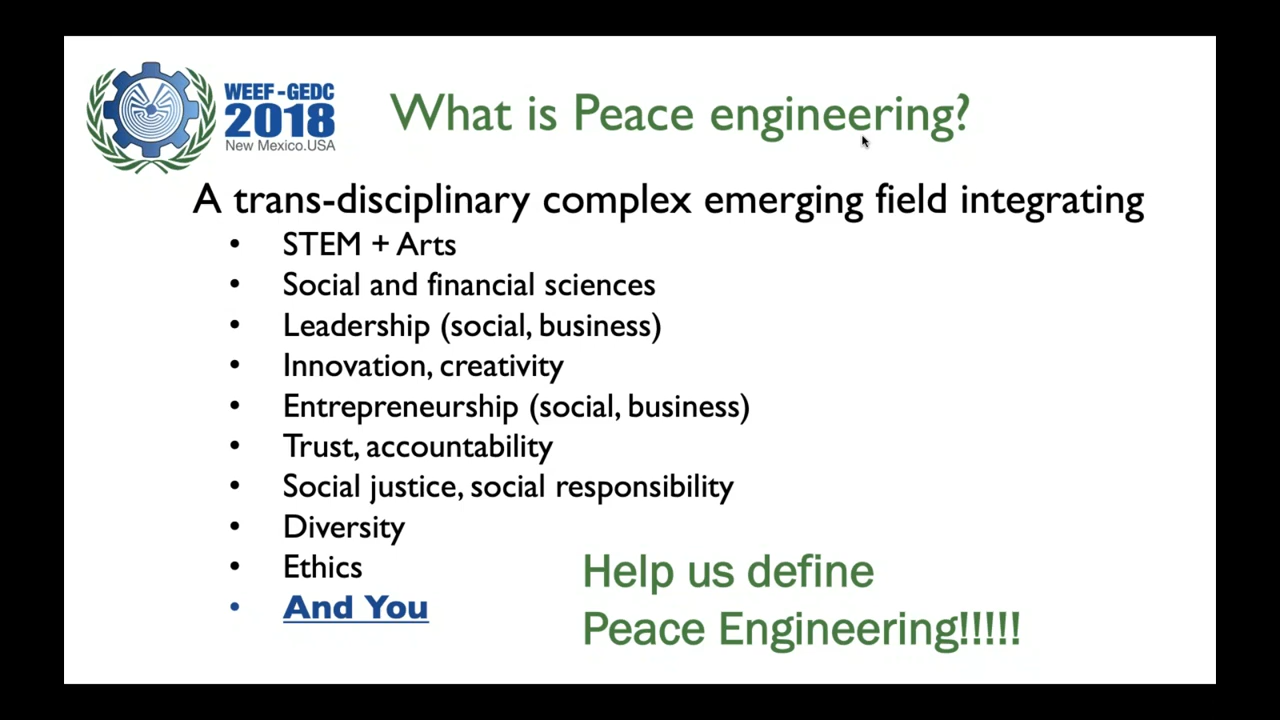 WEEF-GEDC
2018
New Mexico.USA
What is Peace engineering?
A trans-disciplinary complex emerging field integrating
• STEM + Arts
• Social and financial sciences
• Leadership (social, business)
• Innovation, creativity
• Entrepreneurship (social, business)
• Trust, accountability
• Social justice, social responsibility
• Diversity
• Ethics
• And You
Help us define
Peace Engineering!!!!!